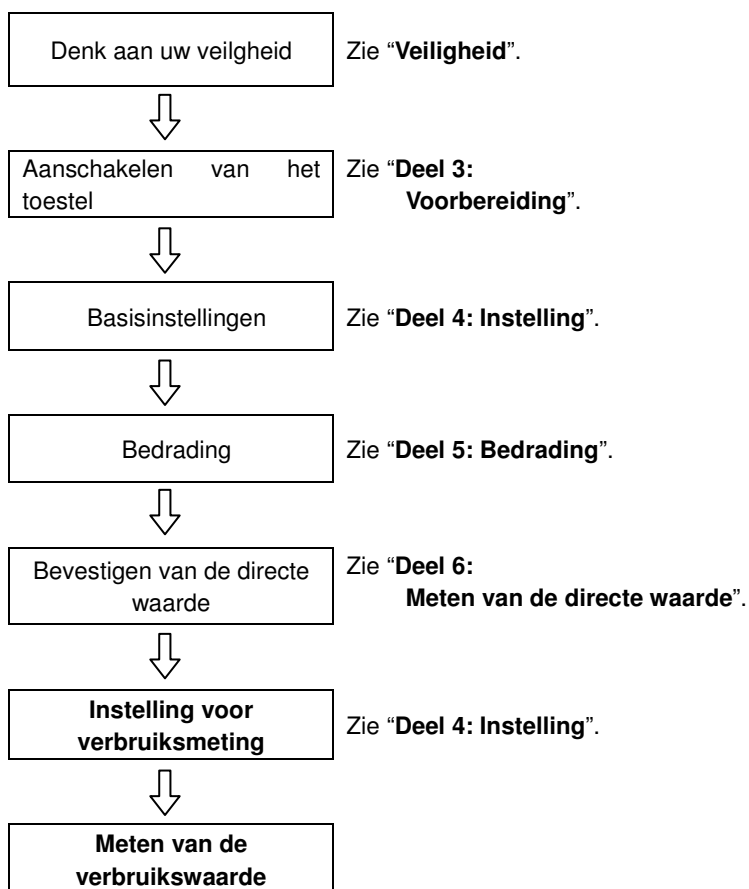 Denk aan uw veilgheid
Zie “Veiligheid”.
Aanschakelen van het
toestel
Zie “Deel 3:
Voorbereiding”.
Basisinstellingen
Zie “Deel 4: Instelling”.
Bedrading
Zie “Deel 5: Bedrading”.
Bevestigen van de directe
waarde
Zie “Deel 6:
Meten van de directe waarde”.
Instelling voor
verbruiksmeting
Zie “Deel 4: Instelling”.
Meten van de
verbruikswaarde